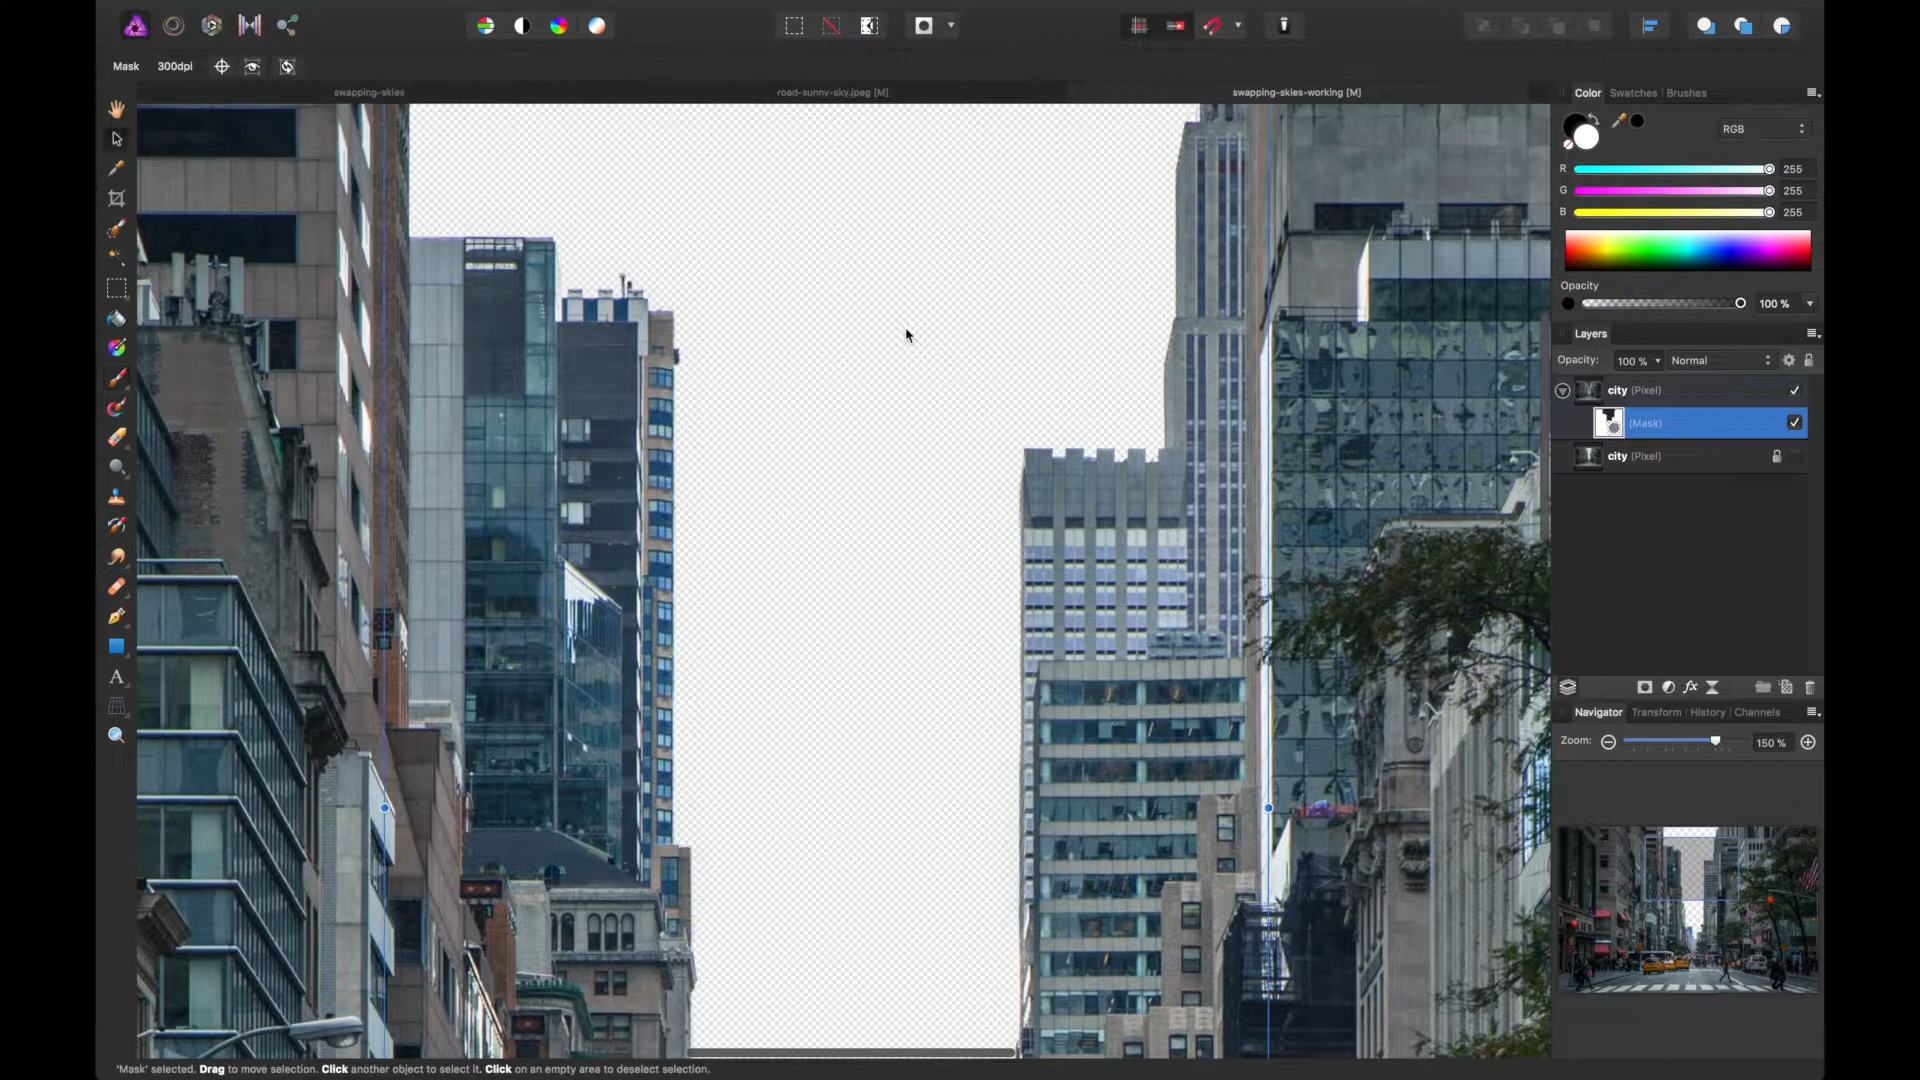 Mask 300dpi
swapping-skies
road-sunny-sky.jpeg [M]
swapping-skies-working [M]
Color Swatches Brushes
RGB
R 255
G 255
B 255
Opacity
100 %
Layers
Opacity: 100 % Normal
city (Pixel)
(Mask)
city (Pixel)
fx
Navigator Transform History Channels
Zoom: 150 %
A
'Mask' selected. Drag to move selection. Click another object to select it. Click on an empty area to deselect selection.